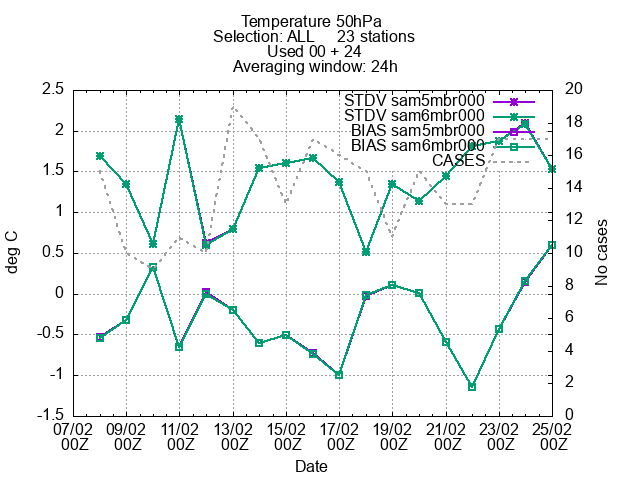 Temperature 50hPa
Selection: ALL 23 stations
Used 00 + 24
Averaging window: 24h
STDV sam5mbr000
STDV sam6mbr000
BIAS sam5mbr000
BIAS sam6mbr000
CASES
deg C
2.5
2
1.5
1
0.5
0
-0.5
-1
-1.5
No cases
20
18
16
14
12
10
8
6
4
2
0
07/02 09/02 11/02 13/02 15/02 17/02 19/02 21/02 23/02 25/02
00Z 00Z 00Z 00Z 00Z 00Z 00Z 00Z 00Z 00Z
Date